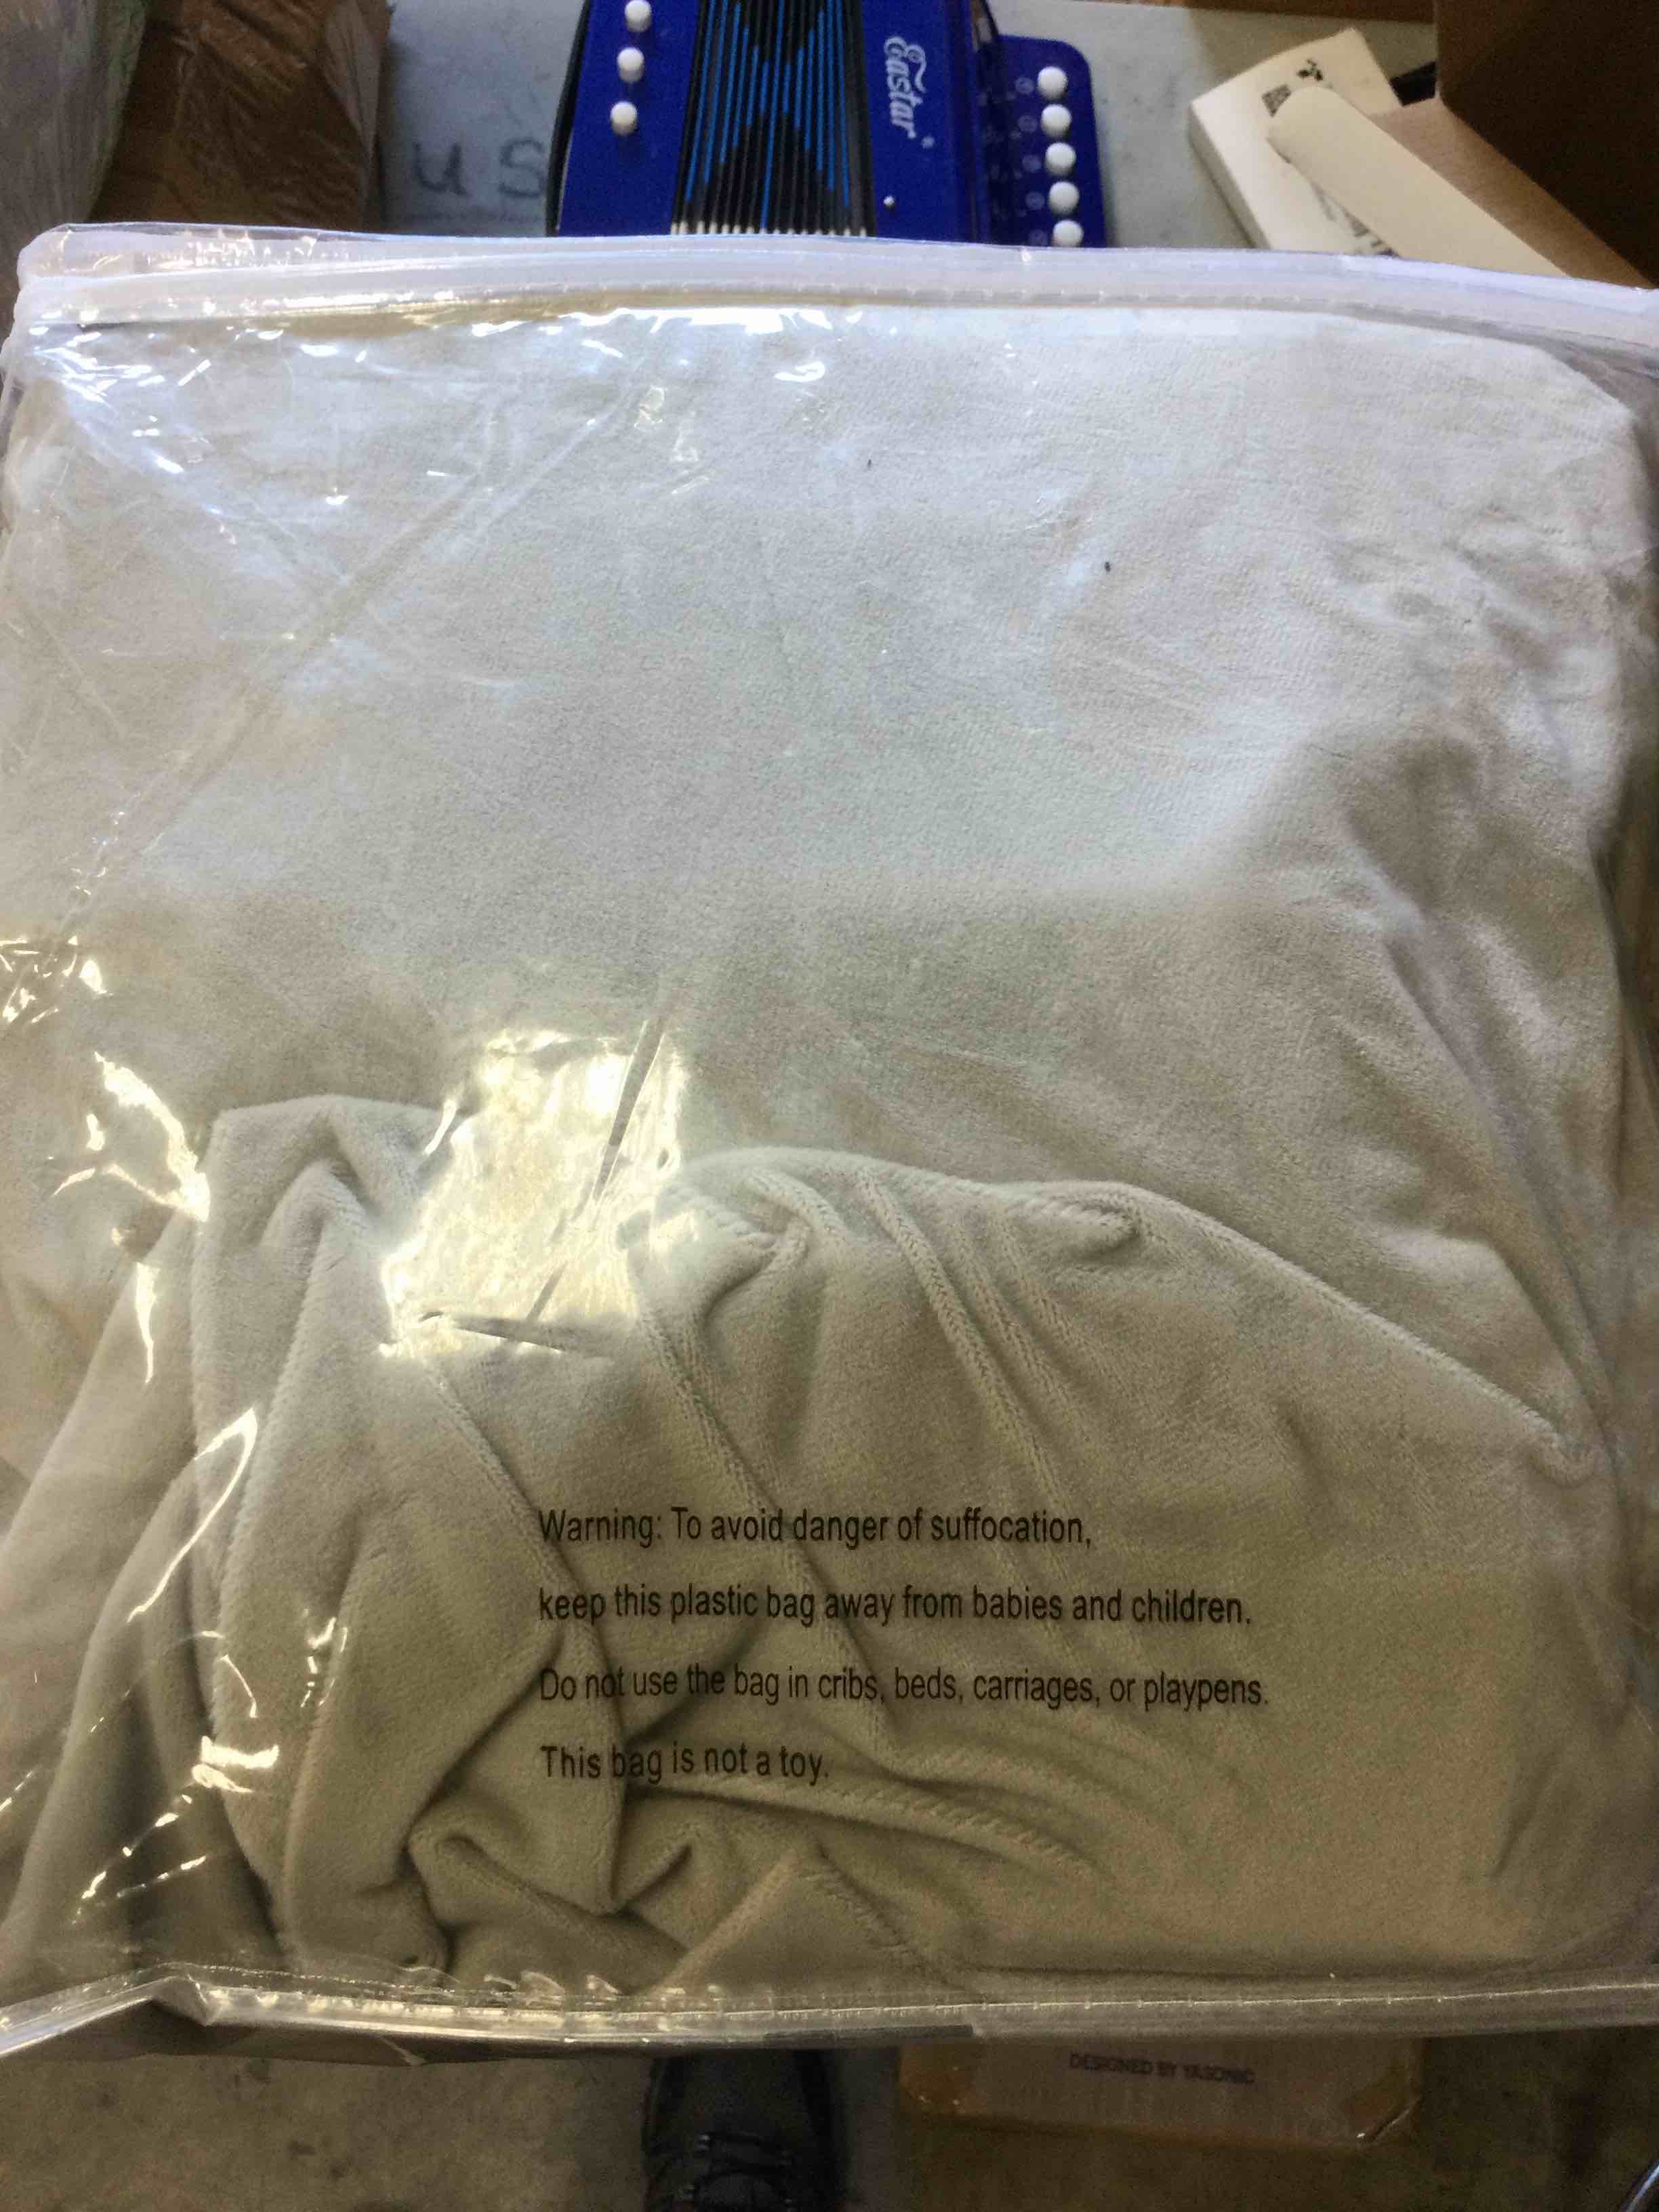 Eastar
U S
Warning: To avoid danger of suffocation,
keep this plastic bag away from babies and children.
Do not use the bag in cribs, beds, carriages, or playpens.
This bag is not a toy.
DESIGNED BY YASONIC